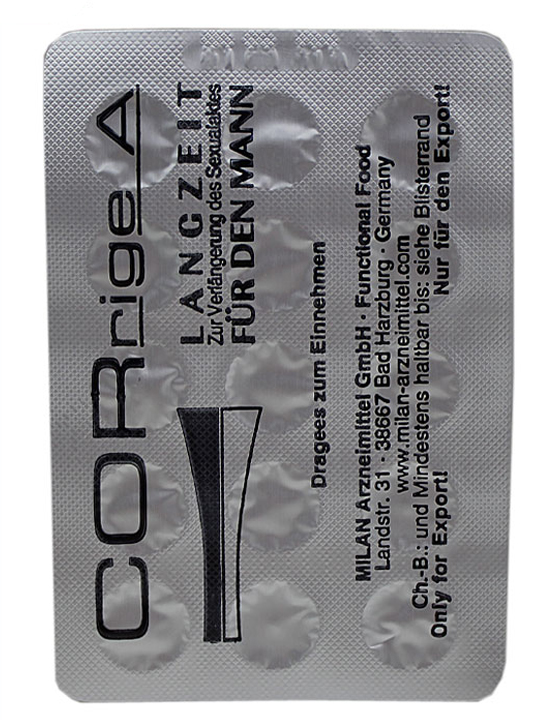 coRrigeA
LANGZEIT
Zur Verlängerung des Sexualaktes
FÜR DEN MANN
Dragees zum Einnehmen
MILAN Arzneimittel GmbH · Functional Food
Landstr. 31 · 38667 Bad Harzburg · Germany
www.milan-arzneimittel.com
Ch.-B.: und Mindestens haltbar bis: siehe Blisterrand
Only for Export! Nur für den Export!